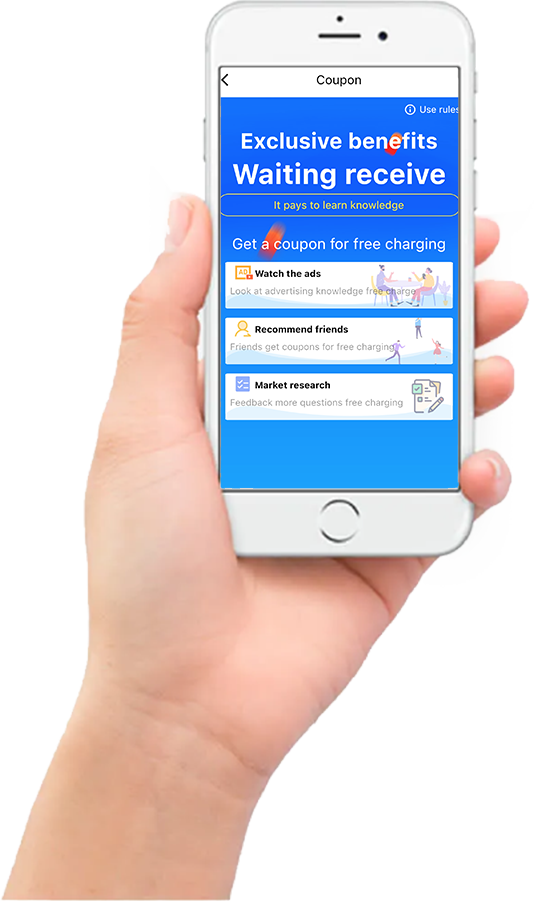 Coupon
Use rules
Exclusive benefits
Waiting receive
It pays to learn knowledge
Get a coupon for free charging
AD
Watch the ads
Look at advertising knowledge free charge
Recommend friends
Friends get coupons for free charging
Market research
Feedback more questions free charging